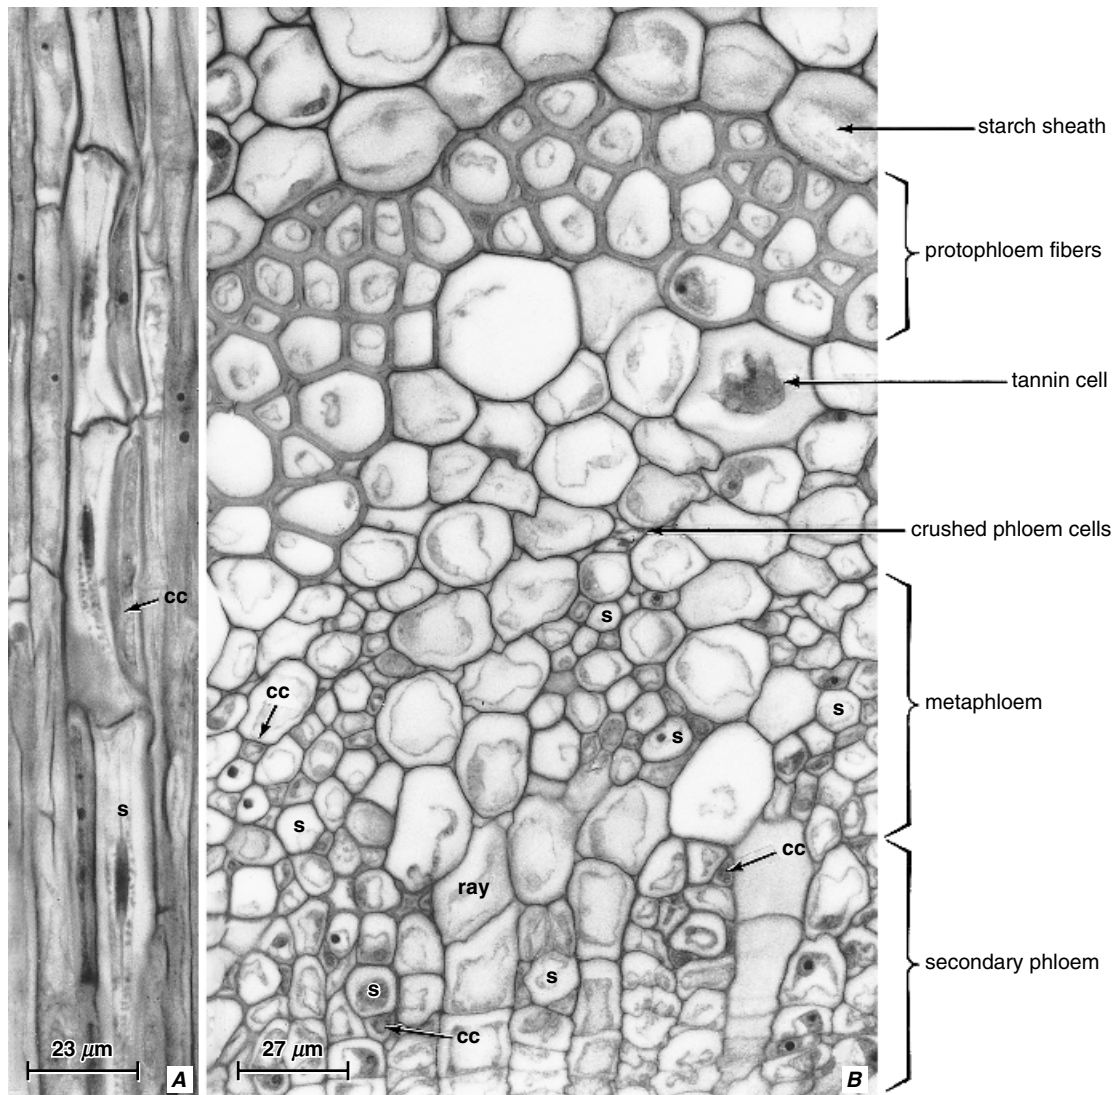 starch sheath
protophloem fibers
tannin cell
crushed phloem cells
cc
s
cc
s
metaphloem
s
s
s
cc
ray
secondary phloem
s
s
cc
23 μm
A
27 μm
B